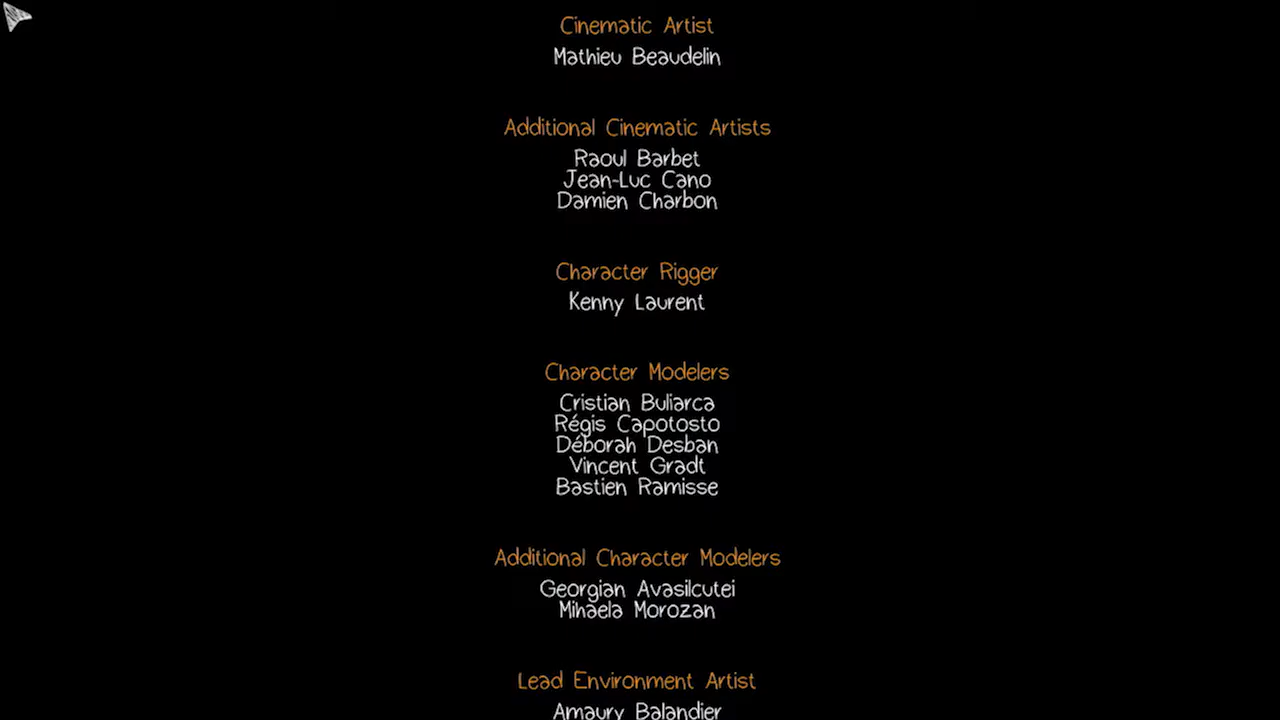 Cinematic Artist
Mathieu Beaudelin
Additional Cinematic Artists
Raoul Barbet
Jean-Luc Cano
Damien Charbon
Character Rigger
Kenny Laurent
Character Modelers
Cristian Buliarca
Régis Capotosto
Déborah Desban
Vincent Gradt
Bastien Ramisse
Additional Character Modelers
Georgian Avasilcutei
Mihaela Morozan
Lead Environment Artist
Amaury Balandier